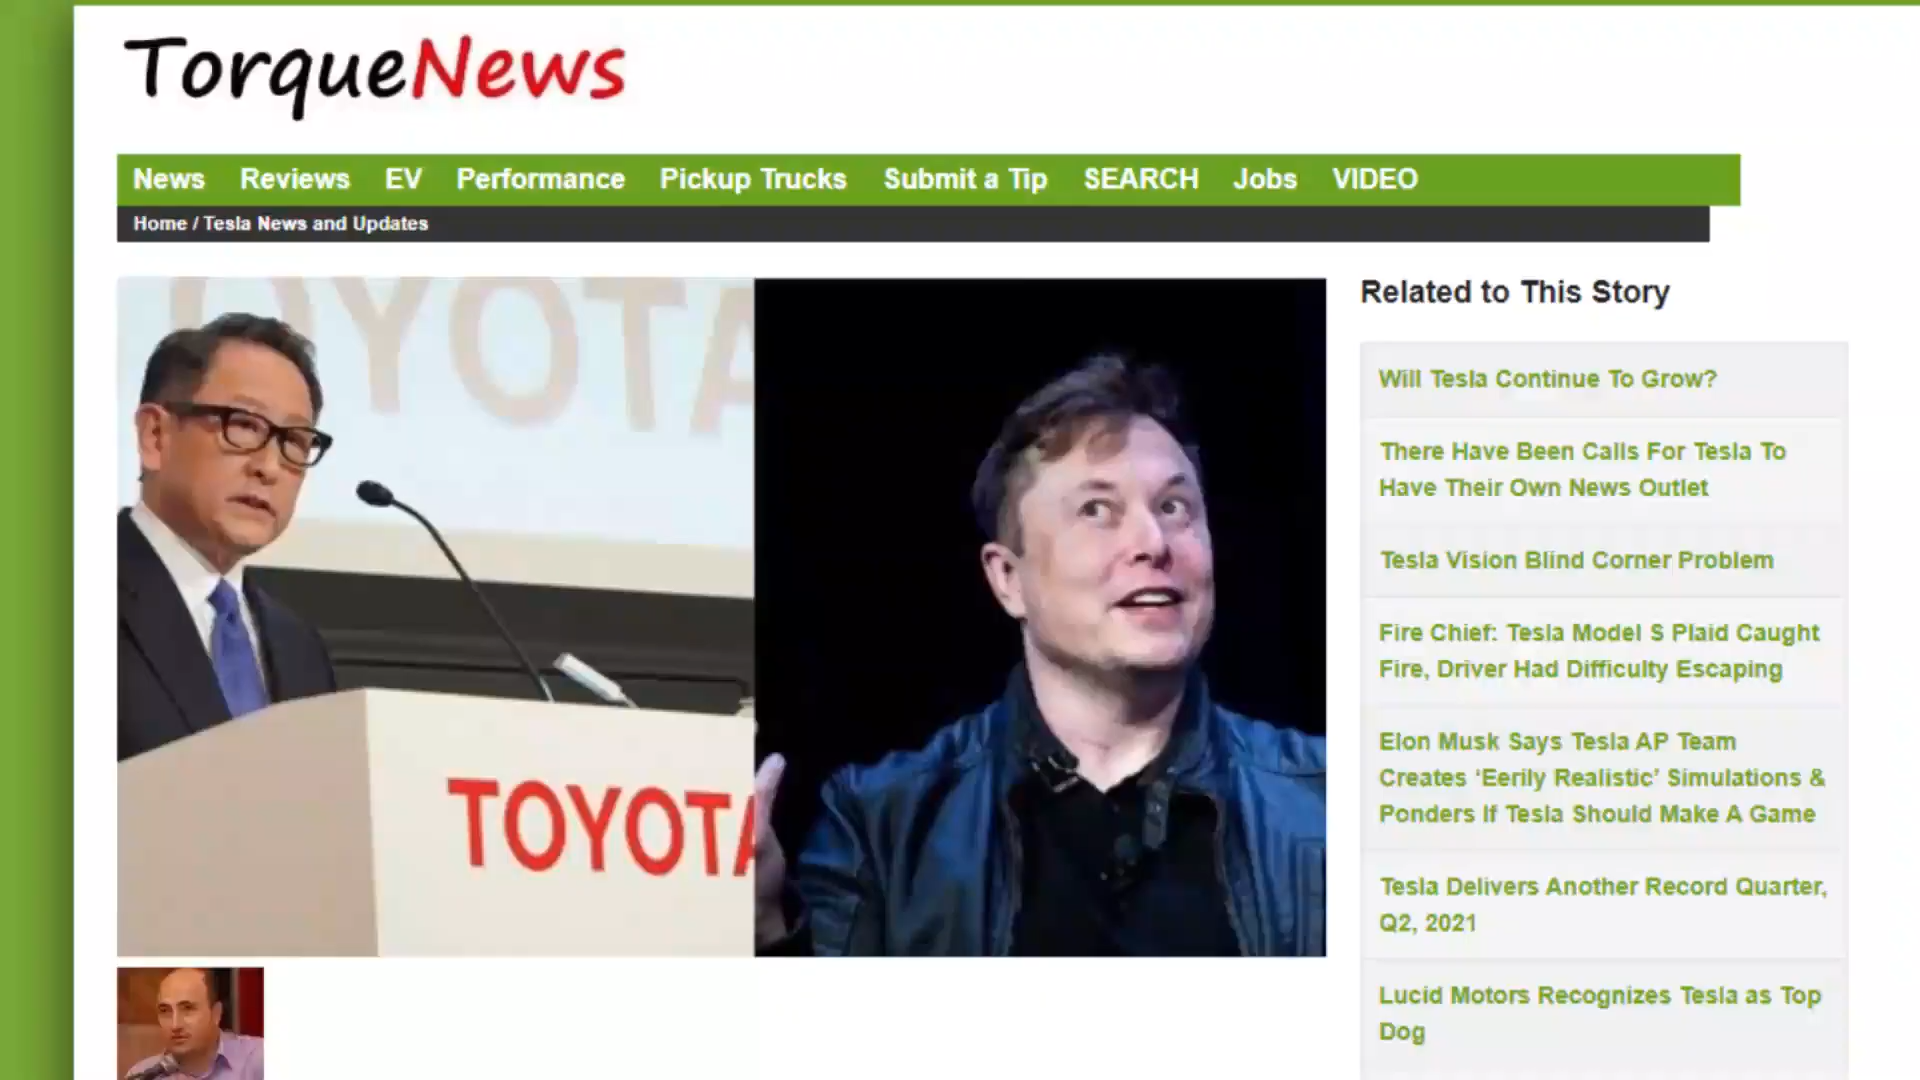 TorqueNews
News Reviews EV Performance Pickup Trucks Submit a Tip SEARCH Jobs VIDEO
Home / Tesla News and Updates
OYOTA
TOYOTA
Related to This Story
Will Tesla Continue To Grow?
There Have Been Calls For Tesla To
Have Their Own News Outlet
Tesla Vision Blind Corner Problem
Fire Chief: Tesla Model S Plaid Caught
Fire, Driver Had Difficulty Escaping
Elon Musk Says Tesla AP Team
Creates ‘Eerily Realistic’ Simulations &
Ponders If Tesla Should Make A Game
Tesla Delivers Another Record Quarter,
Q2, 2021
Lucid Motors Recognizes Tesla as Top
Dog